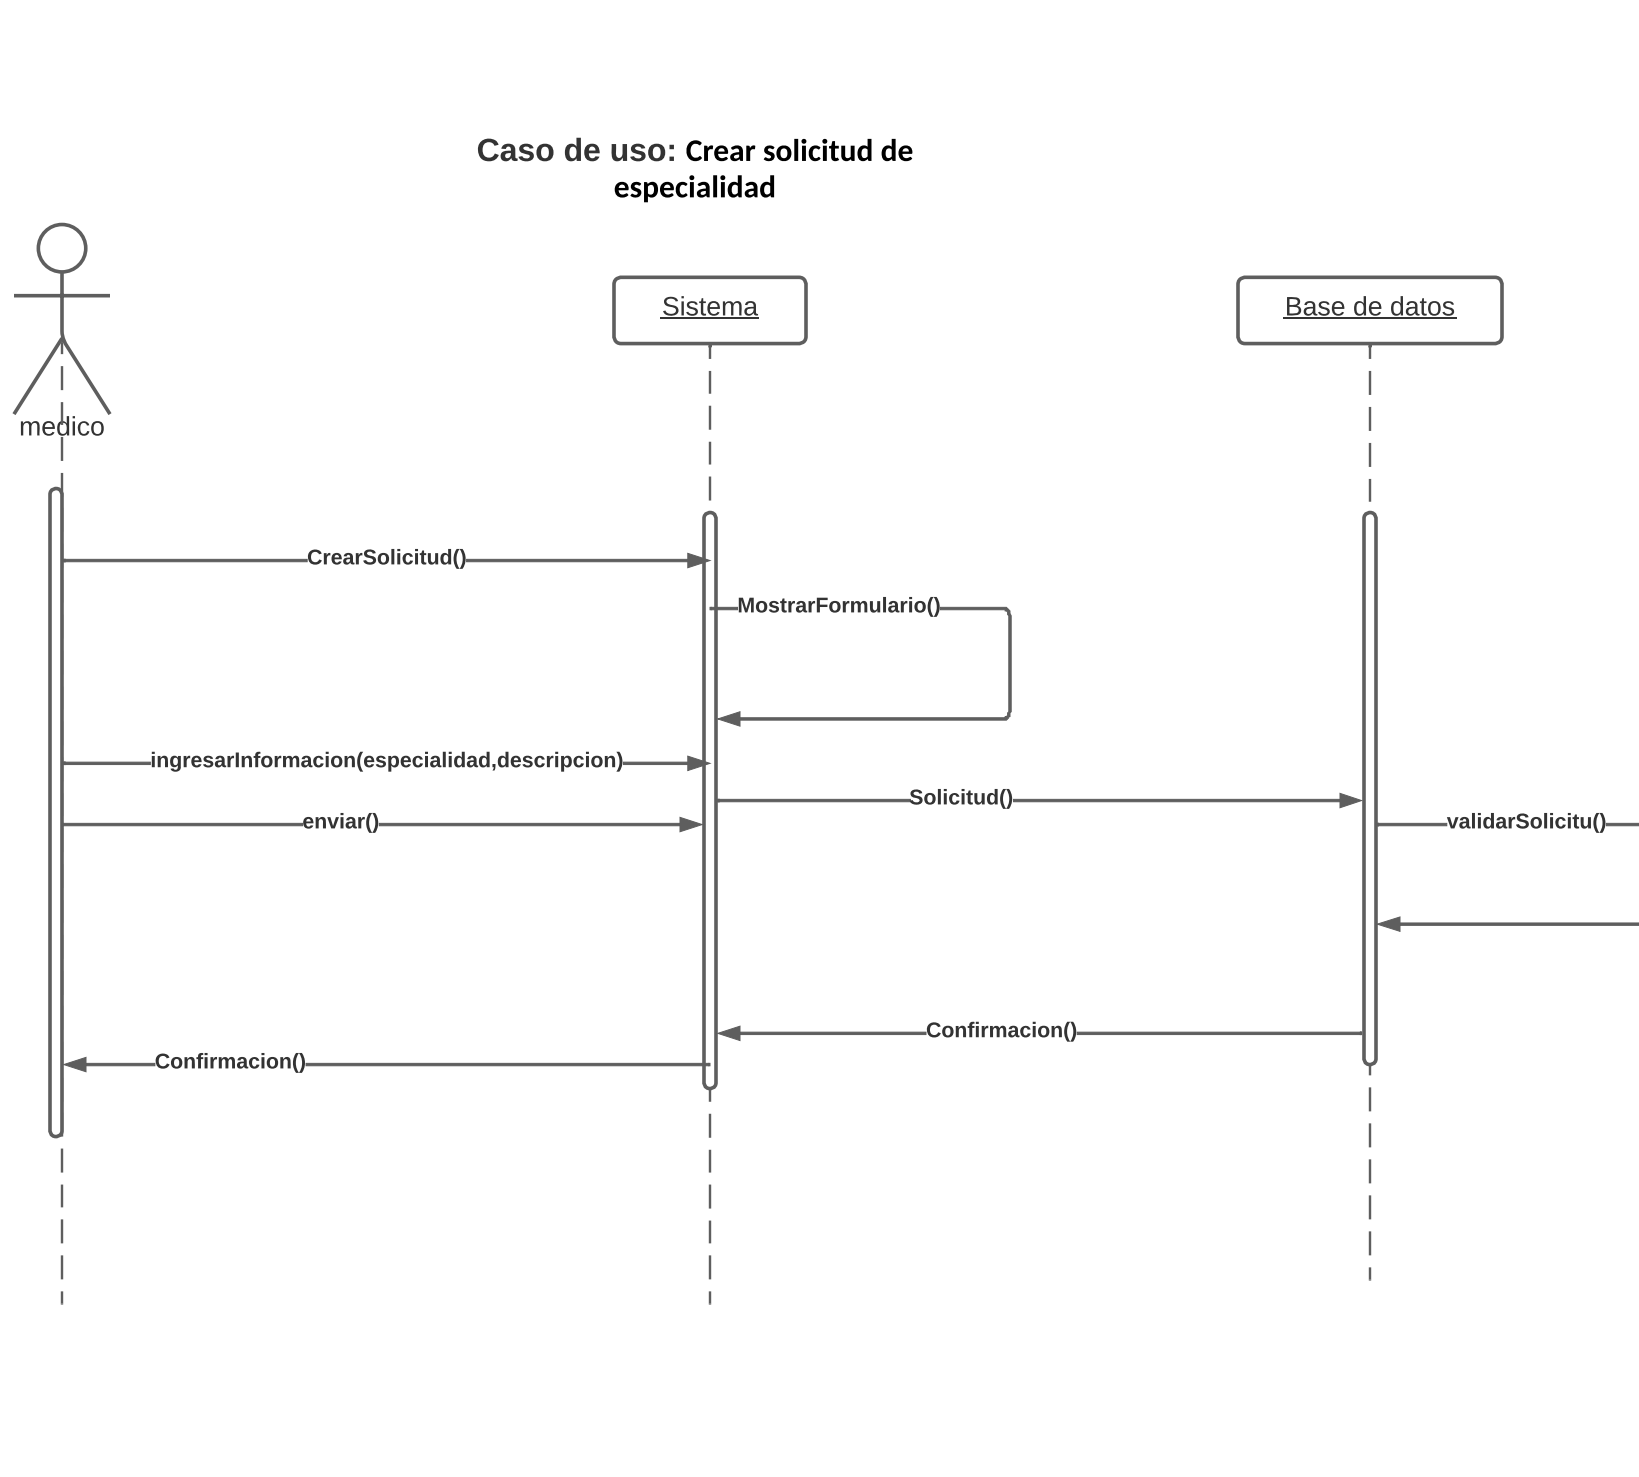 Caso de uso: Crear solicitud de
especialidad
Sistema
Base de datos
medico
CrearSolicitud()
MostrarFormulario()
ingresarInformacion(especialidad,descripcion)
Solicitud()
enviar()
validarSolicitu()
Confirmacion()
Confirmacion()